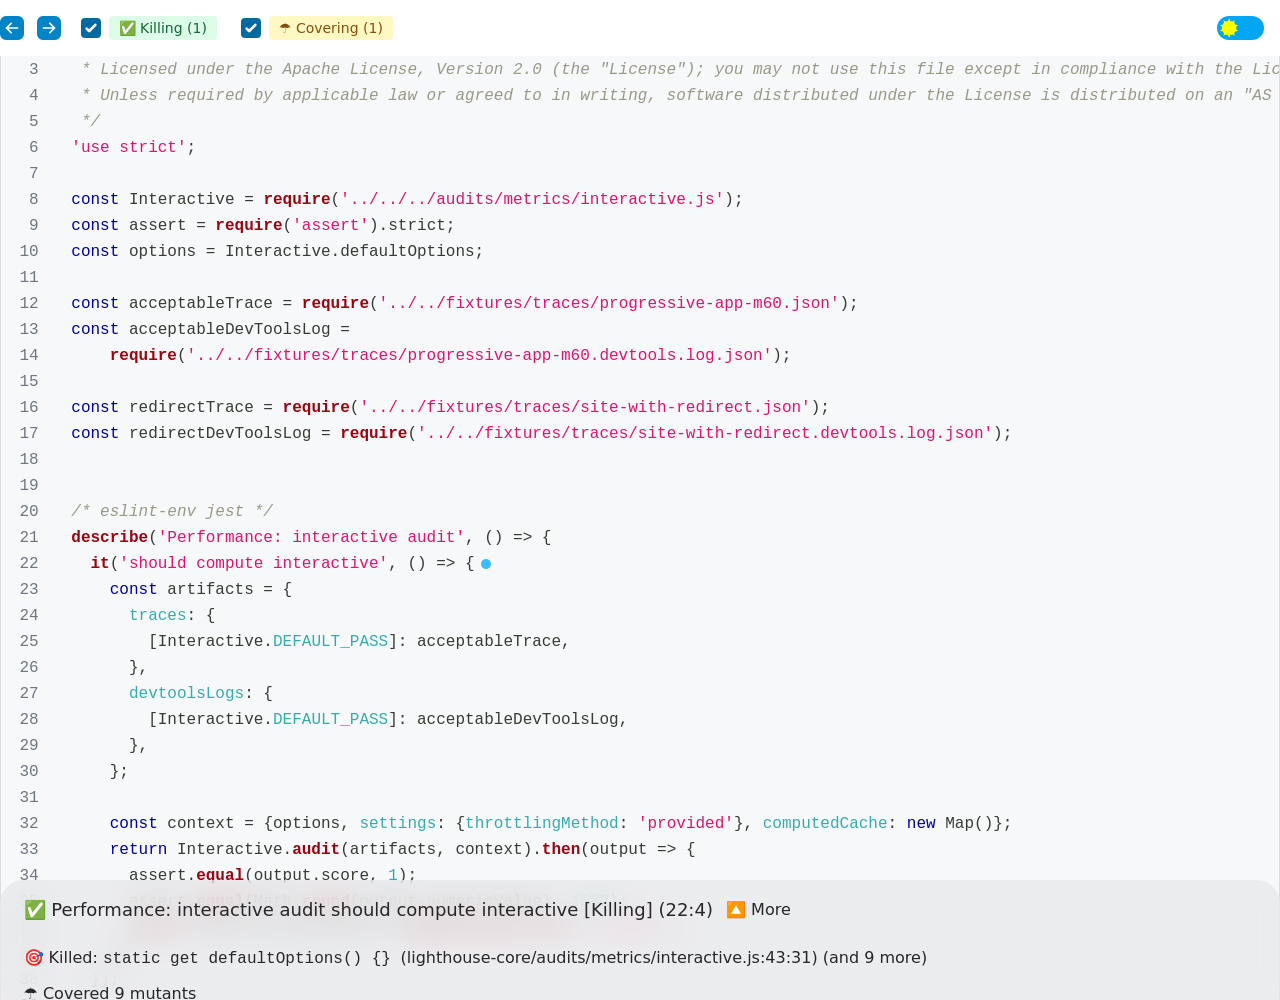 ✅ Killing (1) ☂ Covering (1)
3 * Licensed under the Apache License, Version 2.0 (the "License"); you may not use this file except in compliance with the Lic
4 * Unless required by applicable law or agreed to in writing, software distributed under the License is distributed on an "AS
5 */
6 'use strict';
7
8 const Interactive = require('../../../audits/metrics/interactive.js');
9 const assert = require('assert').strict;
10 const options = Interactive.defaultOptions;
11
12 const acceptableTrace = require('../../fixtures/traces/progressive-app-m60.json');
13 const acceptableDevToolsLog =
14 require('../../fixtures/traces/progressive-app-m60.devtools.log.json');
15
16 const redirectTrace = require('../../fixtures/traces/site-with-redirect.json');
17 const redirectDevToolsLog = require('../../fixtures/traces/site-with-redirect.devtools.log.json');
18
19
20 /* eslint-env jest */
21 describe('Performance: interactive audit', () => {
22 it('should compute interactive', () => {
23 const artifacts = {
24 traces: {
25 [Interactive.DEFAULT_PASS]: acceptableTrace,
26 },
27 devtoolsLogs: {
28 [Interactive.DEFAULT_PASS]: acceptableDevToolsLog,
29 },
30 };
31
32 const context = {options, settings: {throttlingMethod: 'provided'}, computedCache: new Map()};
33 return Interactive.audit(artifacts, context).then(output => {
34 assert.equal(output.score, 1);
✅ Performance: interactive audit should compute interactive [Killing] (22:4) 🔼 More
🎯 Killed: static get defaultOptions() {} (lighthouse-core/audits/metrics/interactive.js:43:31) (and 9 more)
☂ Covered 9 mutants